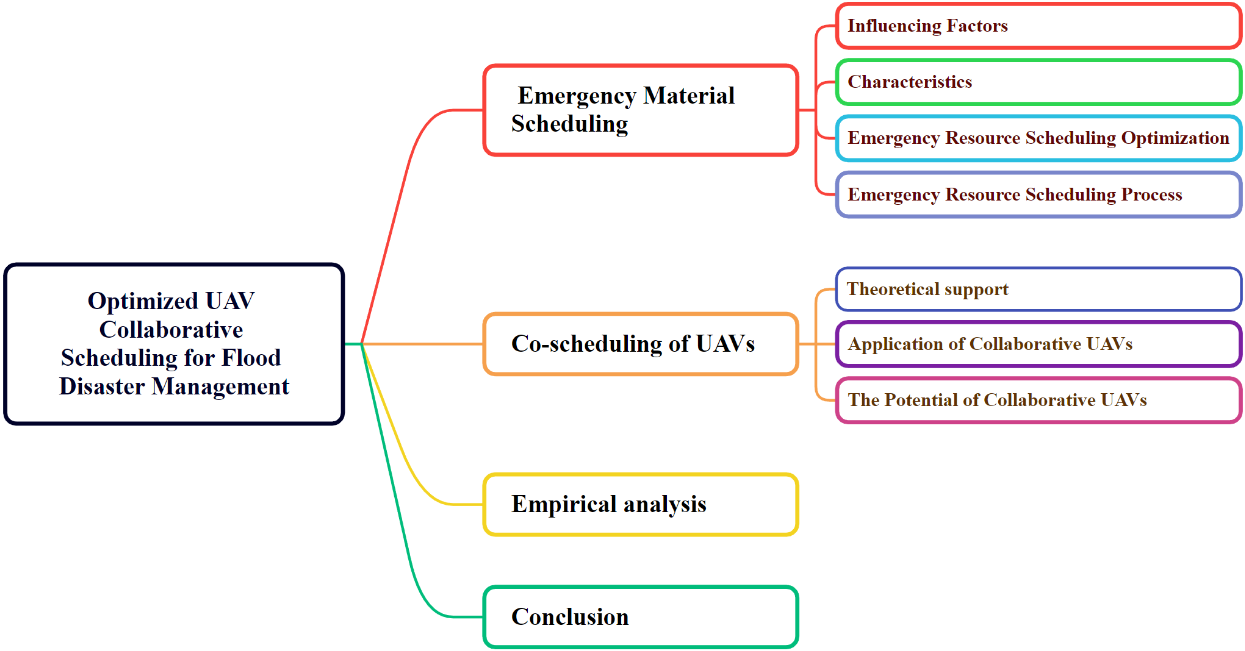 Optimized UAV
Collaborative
Scheduling for Flood
Disaster Management
Emergency Material
Scheduling
Influencing Factors
Characteristics
Emergency Resource Scheduling Optimization
Emergency Resource Scheduling Process
Co-scheduling of UAVs
Theoretical support
Application of Collaborative UAVs
The Potential of Collaborative UAVs
Empirical analysis
Conclusion